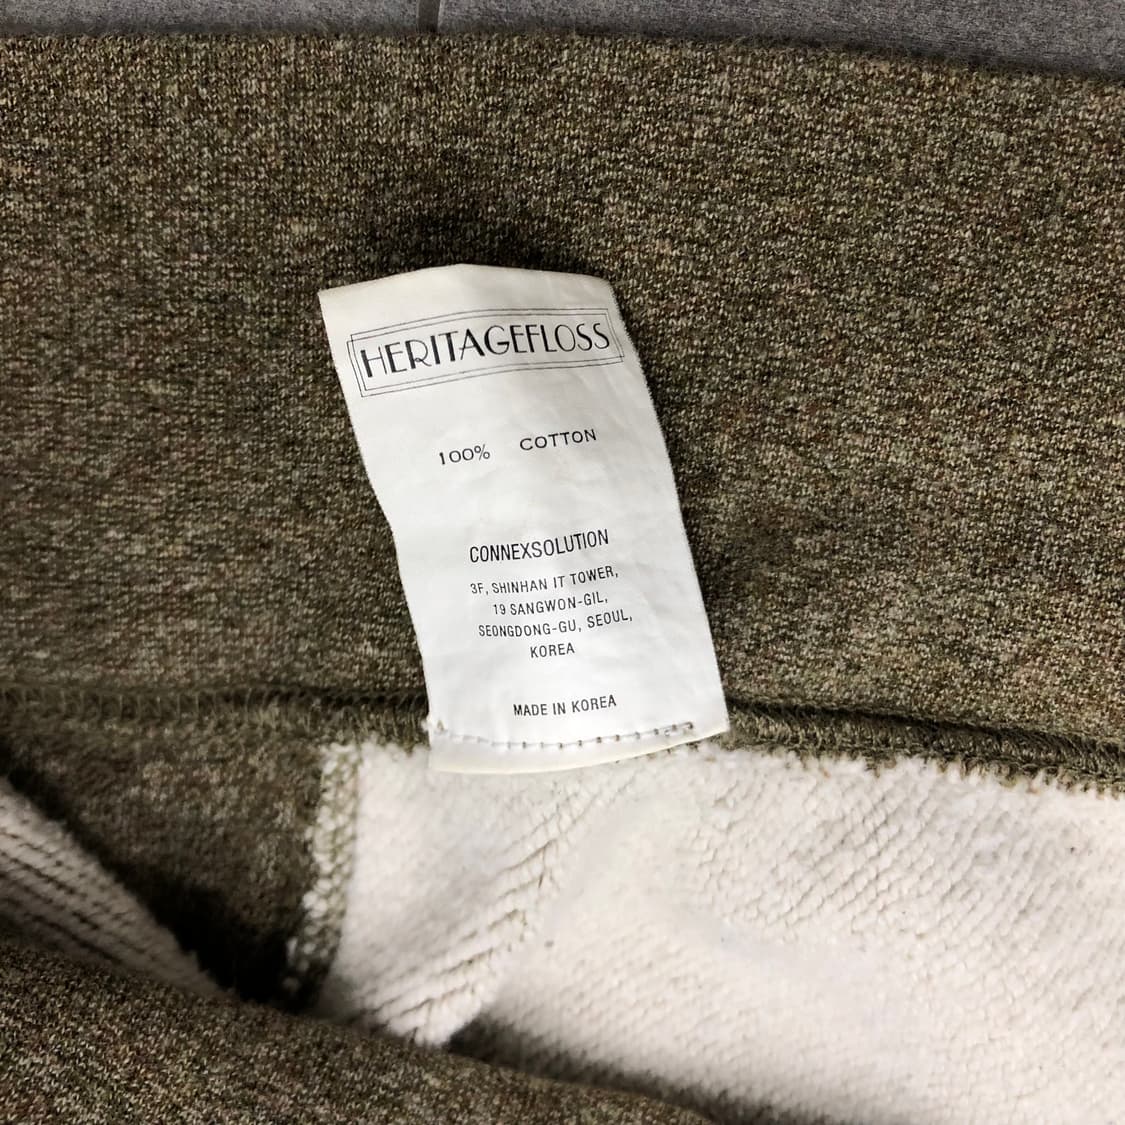 HERITAGEFLOSS
100% COTTON
CONNEXSOLUTION
3F, SHINHAN IT TOWER,
19 SANGWON-GIL,
SEONGDONG-GU, SEOUL,
KOREA
MADE IN KOREA